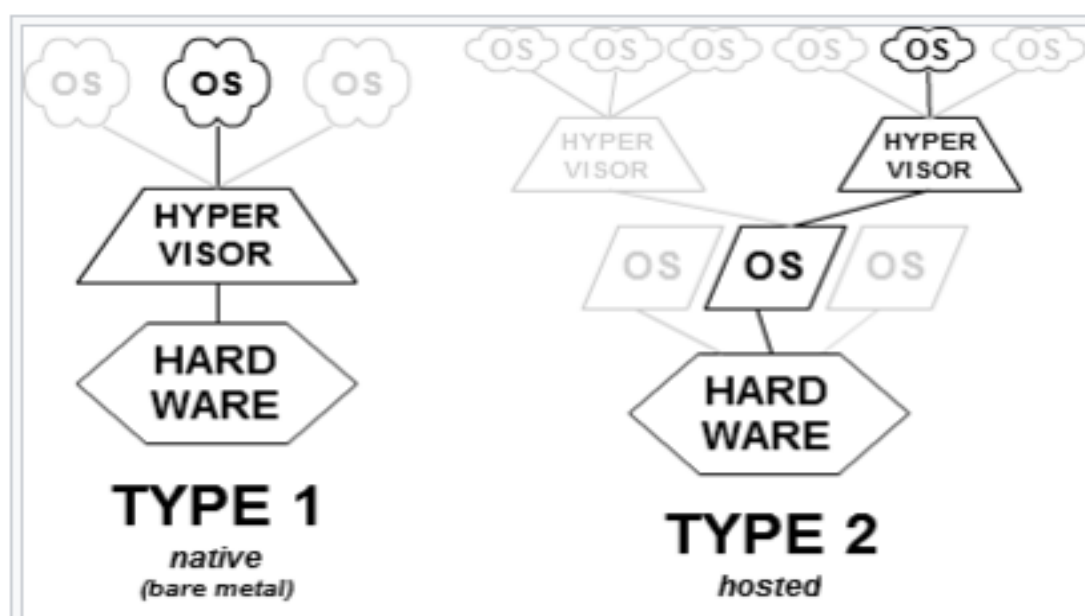 OS OS OS
HYPER
VISOR
HARD
WARE
TYPE 1
native
(bare metal)
OS OS OS OS OS OS
HYPER HYPER
VISOR VISOR
OS OS OS
HARD
WARE
TYPE 2
hosted